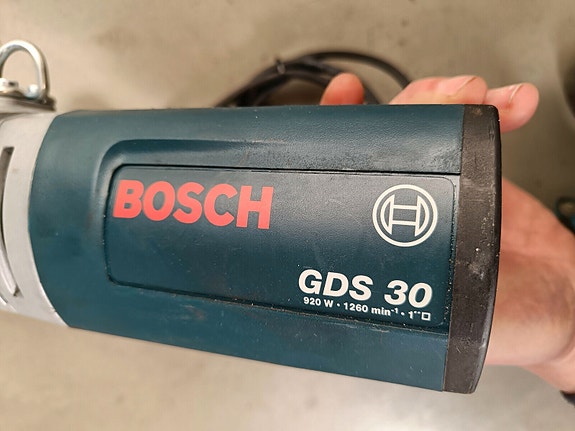 BOSCH
GDS 30
920 W · 1260 min⁻¹ · 1"□